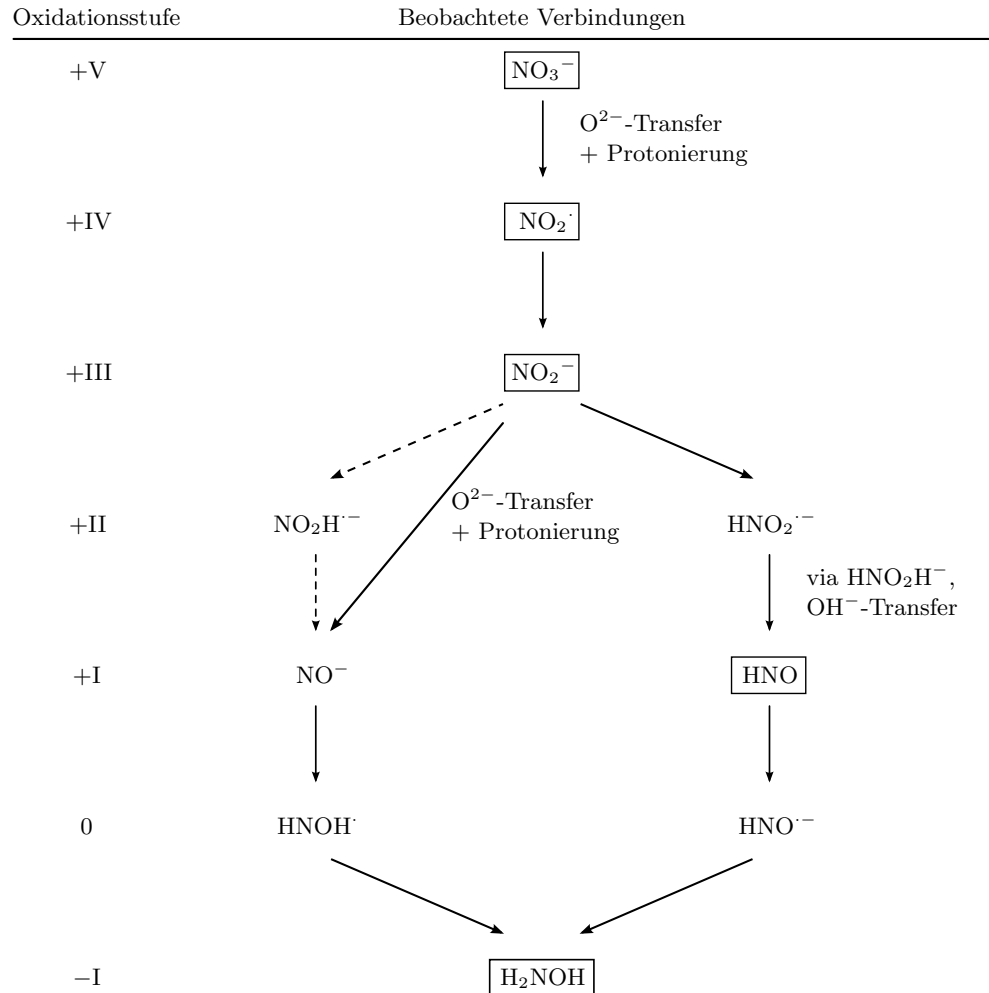 Oxidationsstufe Beobachtete Verbindungen
+V NO₃⁻
O²⁻-Transfer
+ Protonierung
+IV NO₂˙
+III NO₂⁻
O²⁻-Transfer
+ Protonierung
+II NO₂H˙⁻ HNO₂˙⁻
via HNO₂H⁻,
OH⁻-Transfer
+I NO⁻ HNO
0 HNOH˙ HNO˙⁻
−I H₂NOH